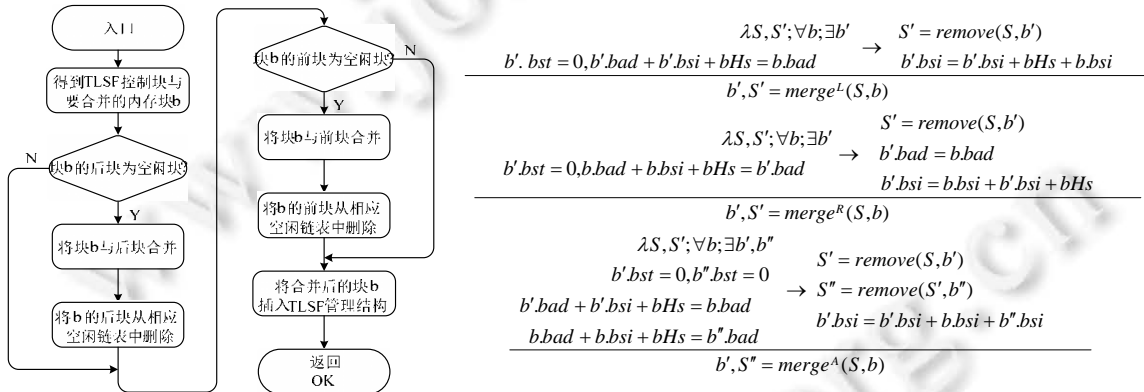 入口
得到TLSF控制块与
要合并的内存块b
N
块b的后块为空闲块?
Y
将块b与后块合并
将b的后块从相应
空闲链表中删除
块b的前块为空闲块?
N
Y
将块b与前块合并
将b的前块从相应
空闲链表中删除
将合并后的块b
插入TLSF管理结构
返回
OK
λS,S′;∀b;∃b′
b′. bst = 0,b′.bad + b′.bsi + bHs = b.bad
→
S′ = remove(S,b′)
b′.bsi = b′.bsi + bHs + b.bsi
b′,S′ = mergeᴸ(S,b)
λS,S′;∀b;∃b′
b′.bst = 0,b.bad + b.bsi + bHs = b′.bad
→
S′ = remove(S,b′)
b′.bad = b.bad
b′.bsi = b.bsi + b′.bsi + bHs
b′,S′ = mergeᴿ(S,b)
λS,S′;∀b;∃b′,b″
b′.bst = 0,b″.bst = 0
b′.bad + b′.bsi + bHs = b.bad
b.bad + b.bsi + bHs = b″.bad
→
S′ = remove(S,b′)
S″ = remove(S′,b″)
b′.bsi = b′.bsi + b.bsi + b″.bsi
b′,S″ = mergeᴬ(S,b)